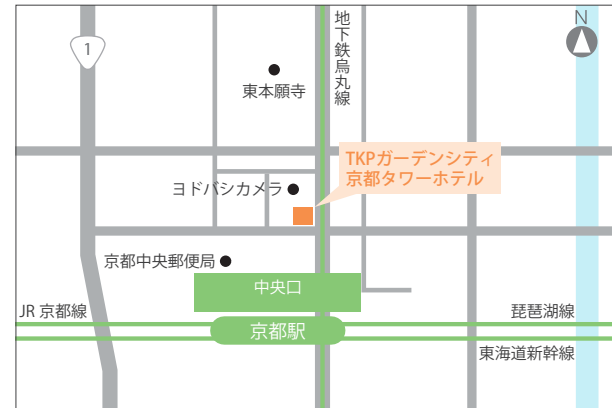 1
地下鉄烏丸線
N
東本願寺
TKPガーデンシティ
京都タワーホテル
ヨドバシカメラ
京都中央郵便局
中央口
JR 京都線
琵琶湖線
京都駅
東海道新幹線